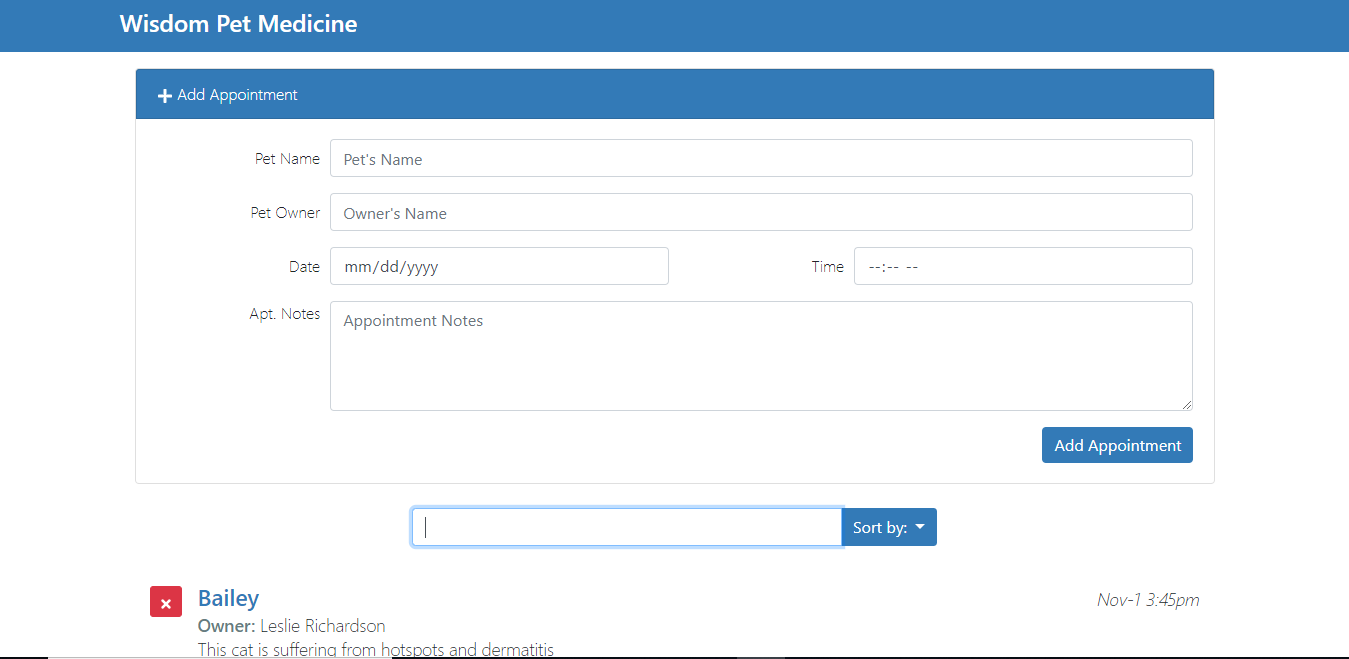 Wisdom Pet Medicine
Add Appointment
Pet Name Pet's Name
Pet Owner Owner's Name
Date mm/dd/yyyy Time --:-- --
Apt. Notes Appointment Notes
Add Appointment
Sort by:
Bailey Nov-1 3:45pm
Owner: Leslie Richardson
This cat is suffering from hotspots and dermatitis